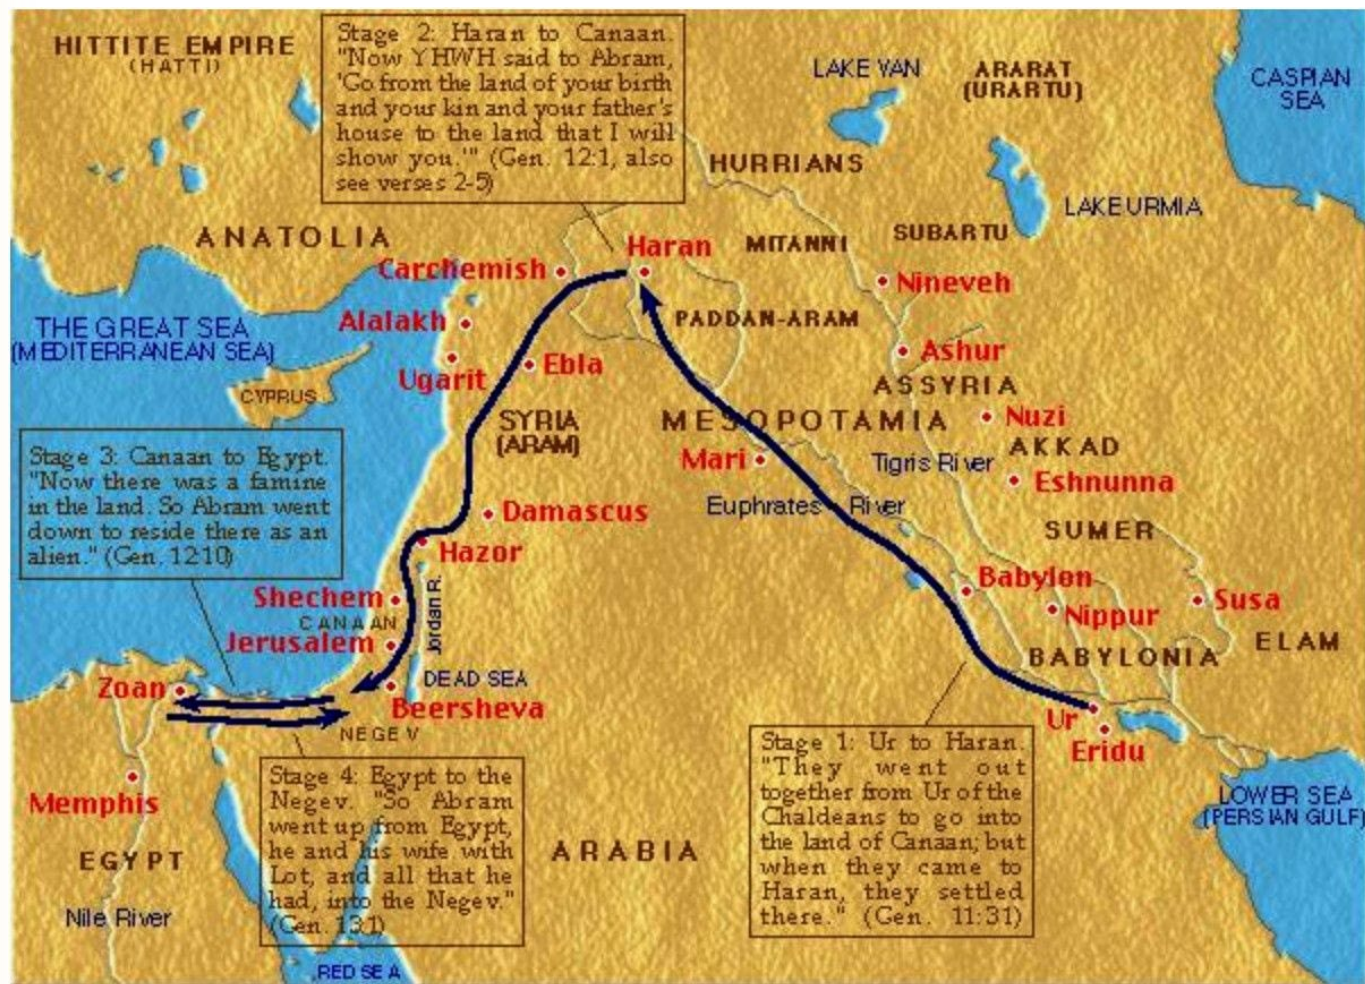 HITTITE EMPIRE
(HATTI)
Stage 2: Haran to Canaan.
"Now YHWH said to Abram,
'Go from the land of your birth
and your kin and your father's
house to the land that I will
show you.'" (Gen. 12:1, also
see verses 2-5)
LAKE VAN
ARARAT
(URARTU)
CASPIAN
SEA
HURRIANS
LAKE URMIA
ANATOLIA
MITANNI
SUBARTU
Carchemish
Haran
Nineveh
THE GREAT SEA
(MEDITERRANEAN SEA)
Alalakh
PADDAN-ARAM
Ashur
Ugarit
Ebla
CYPRUS
ASSYRIA
SYRIA
(ARAM)
MESOPOTAMIA
Nuzi
AKKAD
Mari
Tigris River
Eshnunna
Stage 3: Canaan to Egypt.
"Now there was a famine
in the land. So Abram went
down to reside there as an
alien." (Gen. 12:10)
Damascus
Euphrates River
SUMER
Hazor
Babylon
Shechem
CANAAN
Jordan R.
Nippur
Susa
Jerusalem
ELAM
BABYLONIA
Zoan
DEAD SEA
Beersheva
NEGEV
Ur
Eridu
Memphis
Stage 4: Egypt to the
Negev. "So Abram
went up from Egypt,
he and his wife with
Lot, and all that he
had, into the Negev."
(Gen. 13:1)
Stage 1: Ur to Haran.
"They went out
together from Ur of the
Chaldeans to go into
the land of Canaan; but
when they came to
Haran, they settled
there." (Gen. 11:31)
LOWER SEA
(PERSIAN GULF)
EGYPT
ARABIA
Nile River
RED SEA